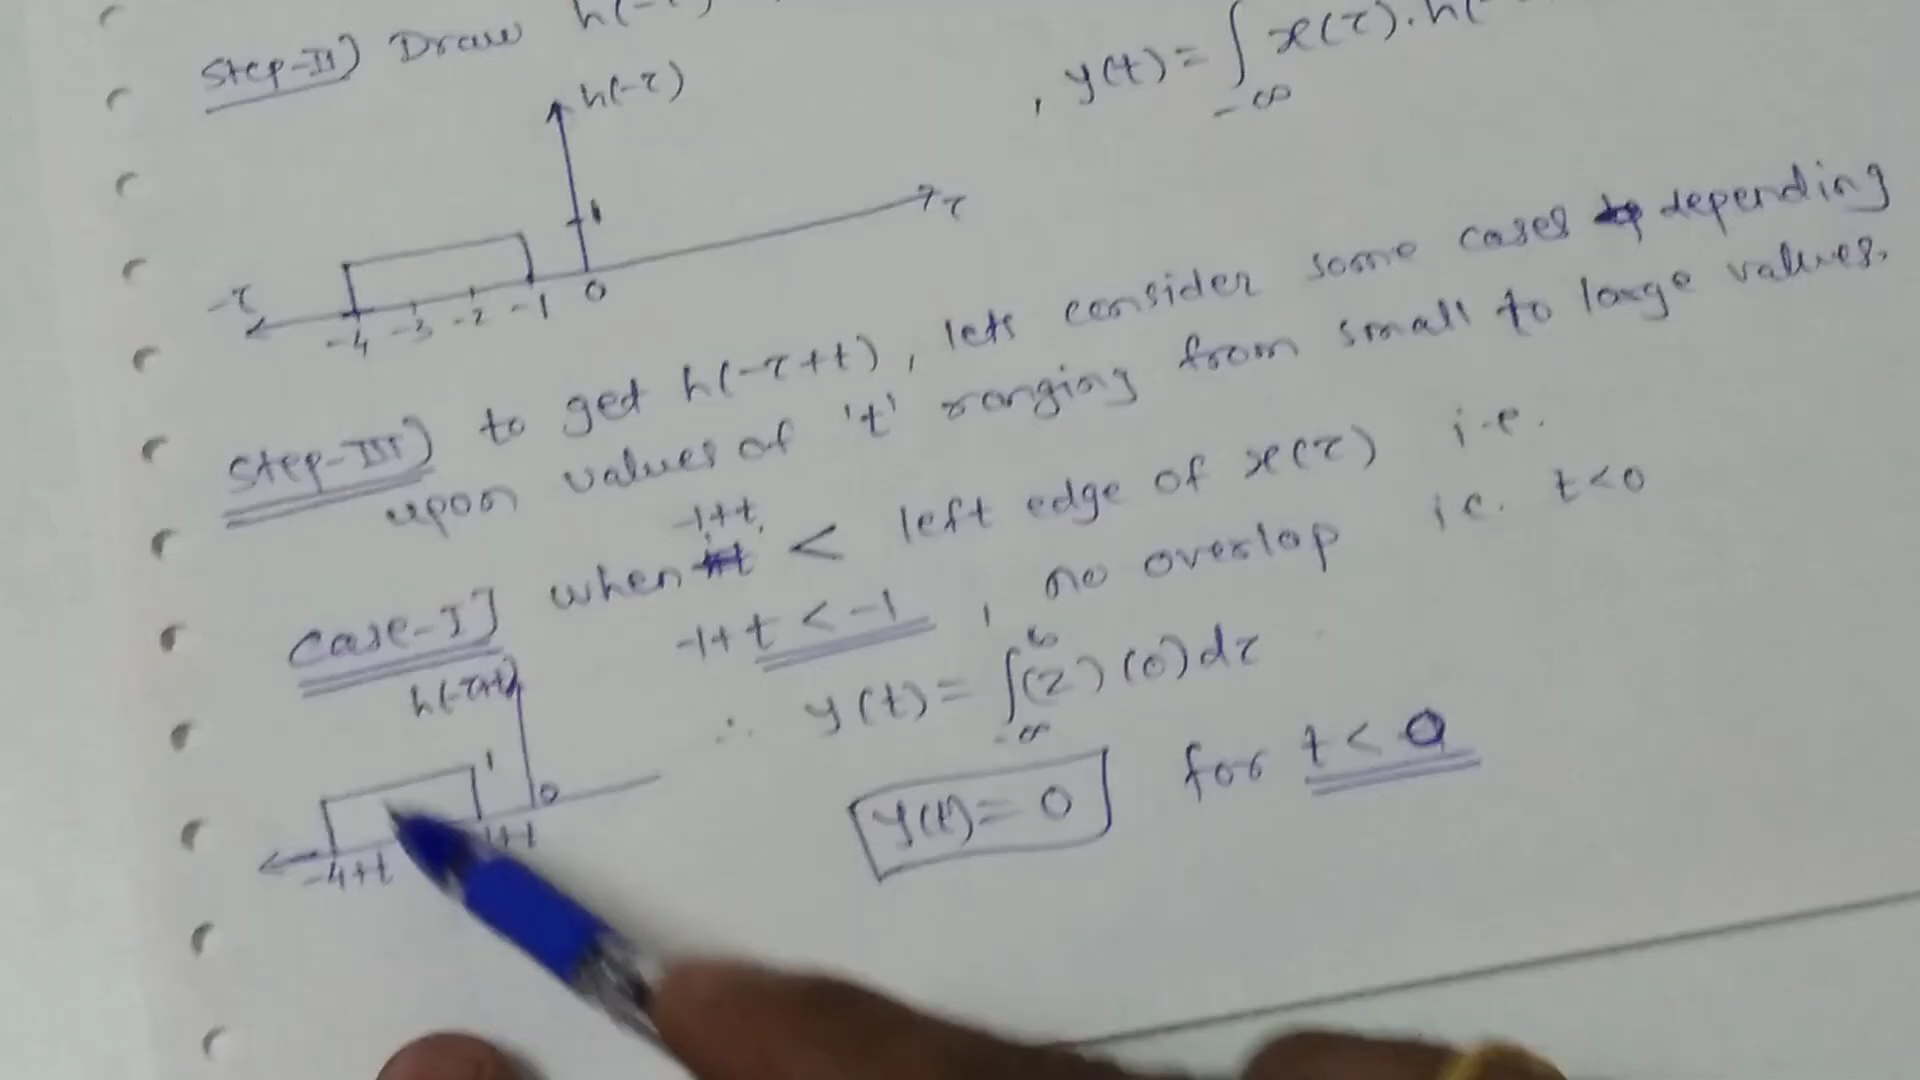 Step-II) Draw h(-τ)
y(t) = ∫ x(τ).h(
-∞
h(-τ)
1
τ
-τ
-4 -3 -2 -1 0
Step-III) to get h(-τ+t), lets consider some cases depending
upon values of 't' ranging from small to large values.
-1+t
Case-I] when < left edge of x(τ) i.e.
-1+t < -1 , no overlap i.e. t<0
h(-τ+t)
∴ y(t) = ∫(2) (0) dτ
-∞
1
0
-4+t
y(t) = 0 for t < 0